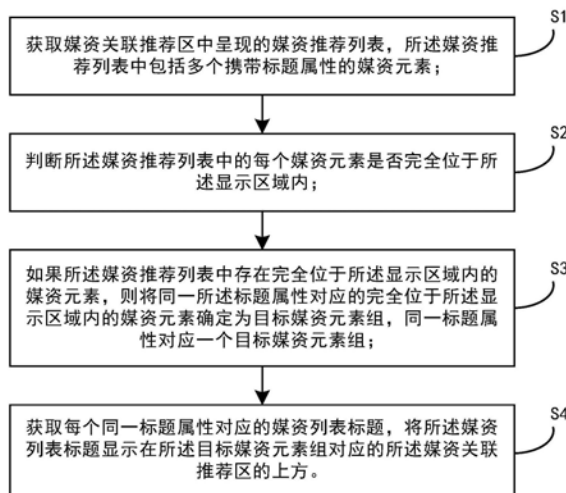 S1
获取媒资关联推荐区中呈现的媒资推荐列表，所述媒资推
荐列表中包括多个携带标题属性的媒资元素；
S2
判断所述媒资推荐列表中的每个媒资元素是否完全位于所
述显示区域内；
S3
如果所述媒资推荐列表中存在完全位于所述显示区域内的
媒资元素，则将同一所述标题属性对应的完全位于所述显
示区域内的媒资元素确定为目标媒资元素组，同一标题属
性对应一个目标媒资元素组；
S4
获取每个同一标题属性对应的媒资列表标题，将所述媒资
列表标题显示在所述目标媒资元素组对应的所述媒资关联
推荐区的上方。